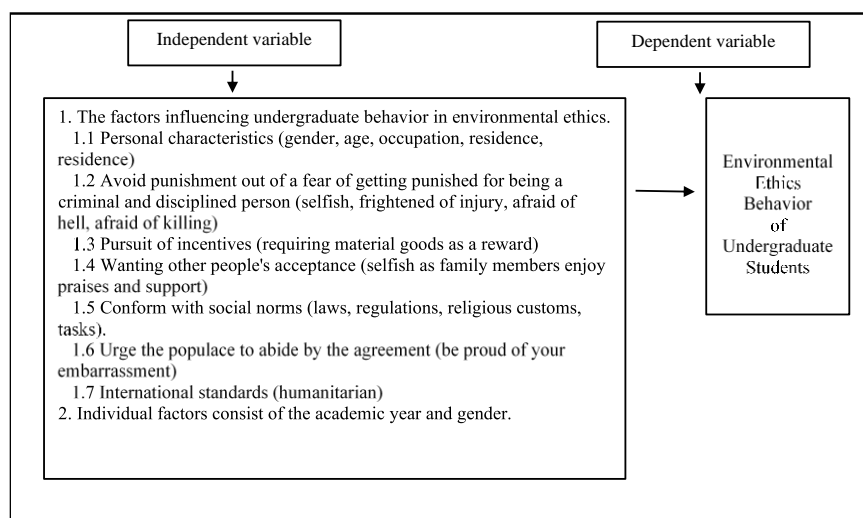 Independent variable
Dependent variable
1. The factors influencing undergraduate behavior in environmental ethics.
1.1 Personal characteristics (gender, age, occupation, residence,
residence)
1.2 Avoid punishment out of a fear of getting punished for being a
criminal and disciplined person (selfish, frightened of injury, afraid of
hell, afraid of killing)
1.3 Pursuit of incentives (requiring material goods as a reward)
1.4 Wanting other people's acceptance (selfish as family members enjoy
praises and support)
1.5 Conform with social norms (laws, regulations, religious customs,
tasks).
1.6 Urge the populace to abide by the agreement (be proud of your
embarrassment)
1.7 International standards (humanitarian)
2. Individual factors consist of the academic year and gender.
Environmental
Ethics
Behavior
of
Undergraduate
Students